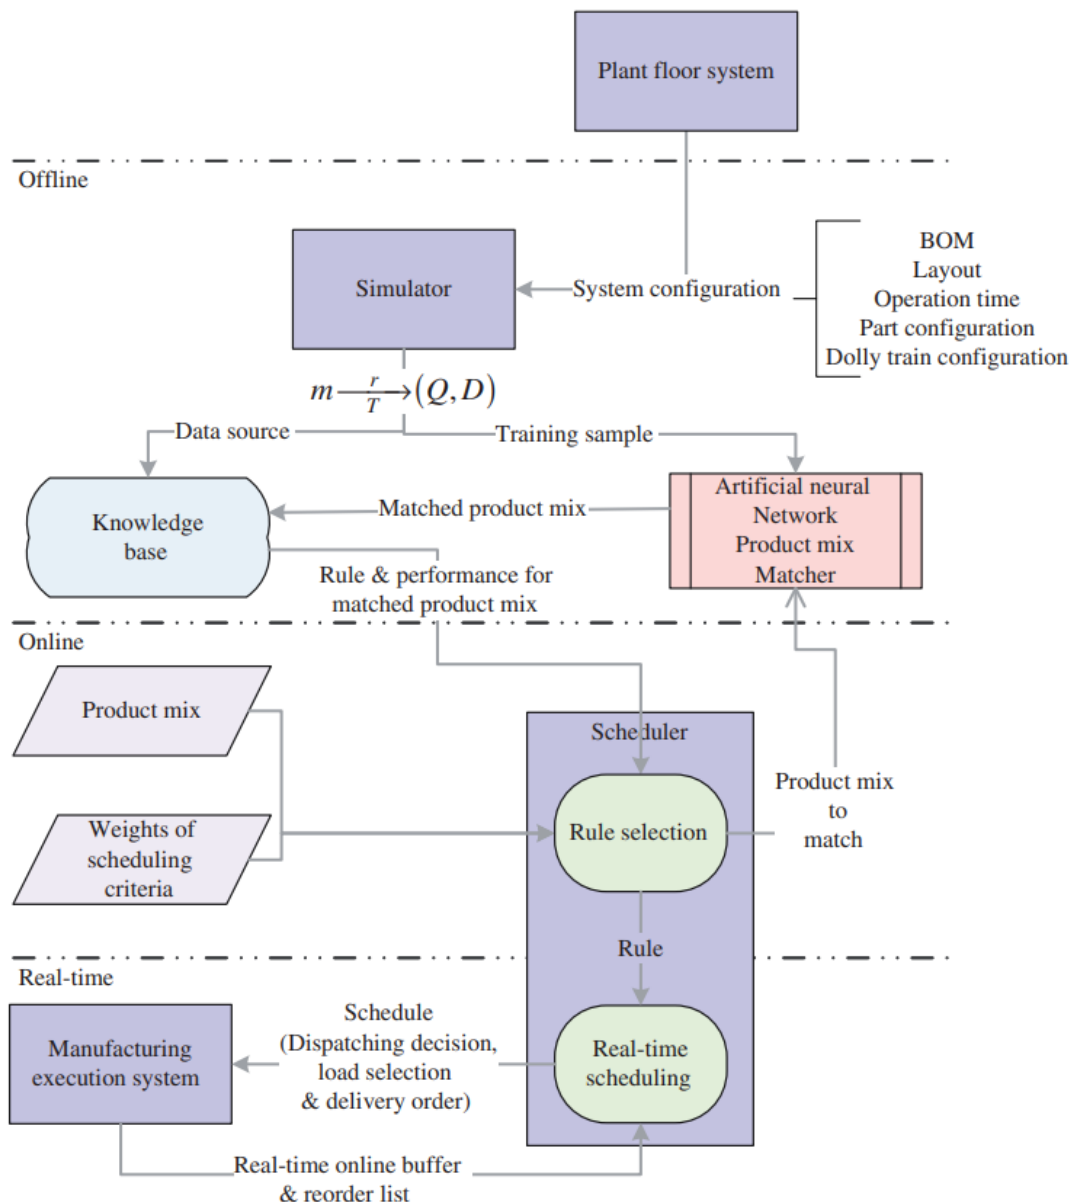 Plant floor system
Offline
Simulator
System configuration
BOM
Layout
Operation time
Part configuration
Dolly train configuration
m r/T → (Q, D)
Data source
Training sample
Knowledge
base
Matched product mix
Artificial neural
Network
Product mix
Matcher
Rule & performance for
matched product mix
Online
Product mix
Weights of
scheduling
criteria
Scheduler
Rule selection
Product mix
to
match
Rule
Real-time
Manufacturing
execution system
Schedule
(Dispatching decision,
load selection
& delivery order)
Real-time
scheduling
Real-time online buffer
& reorder list